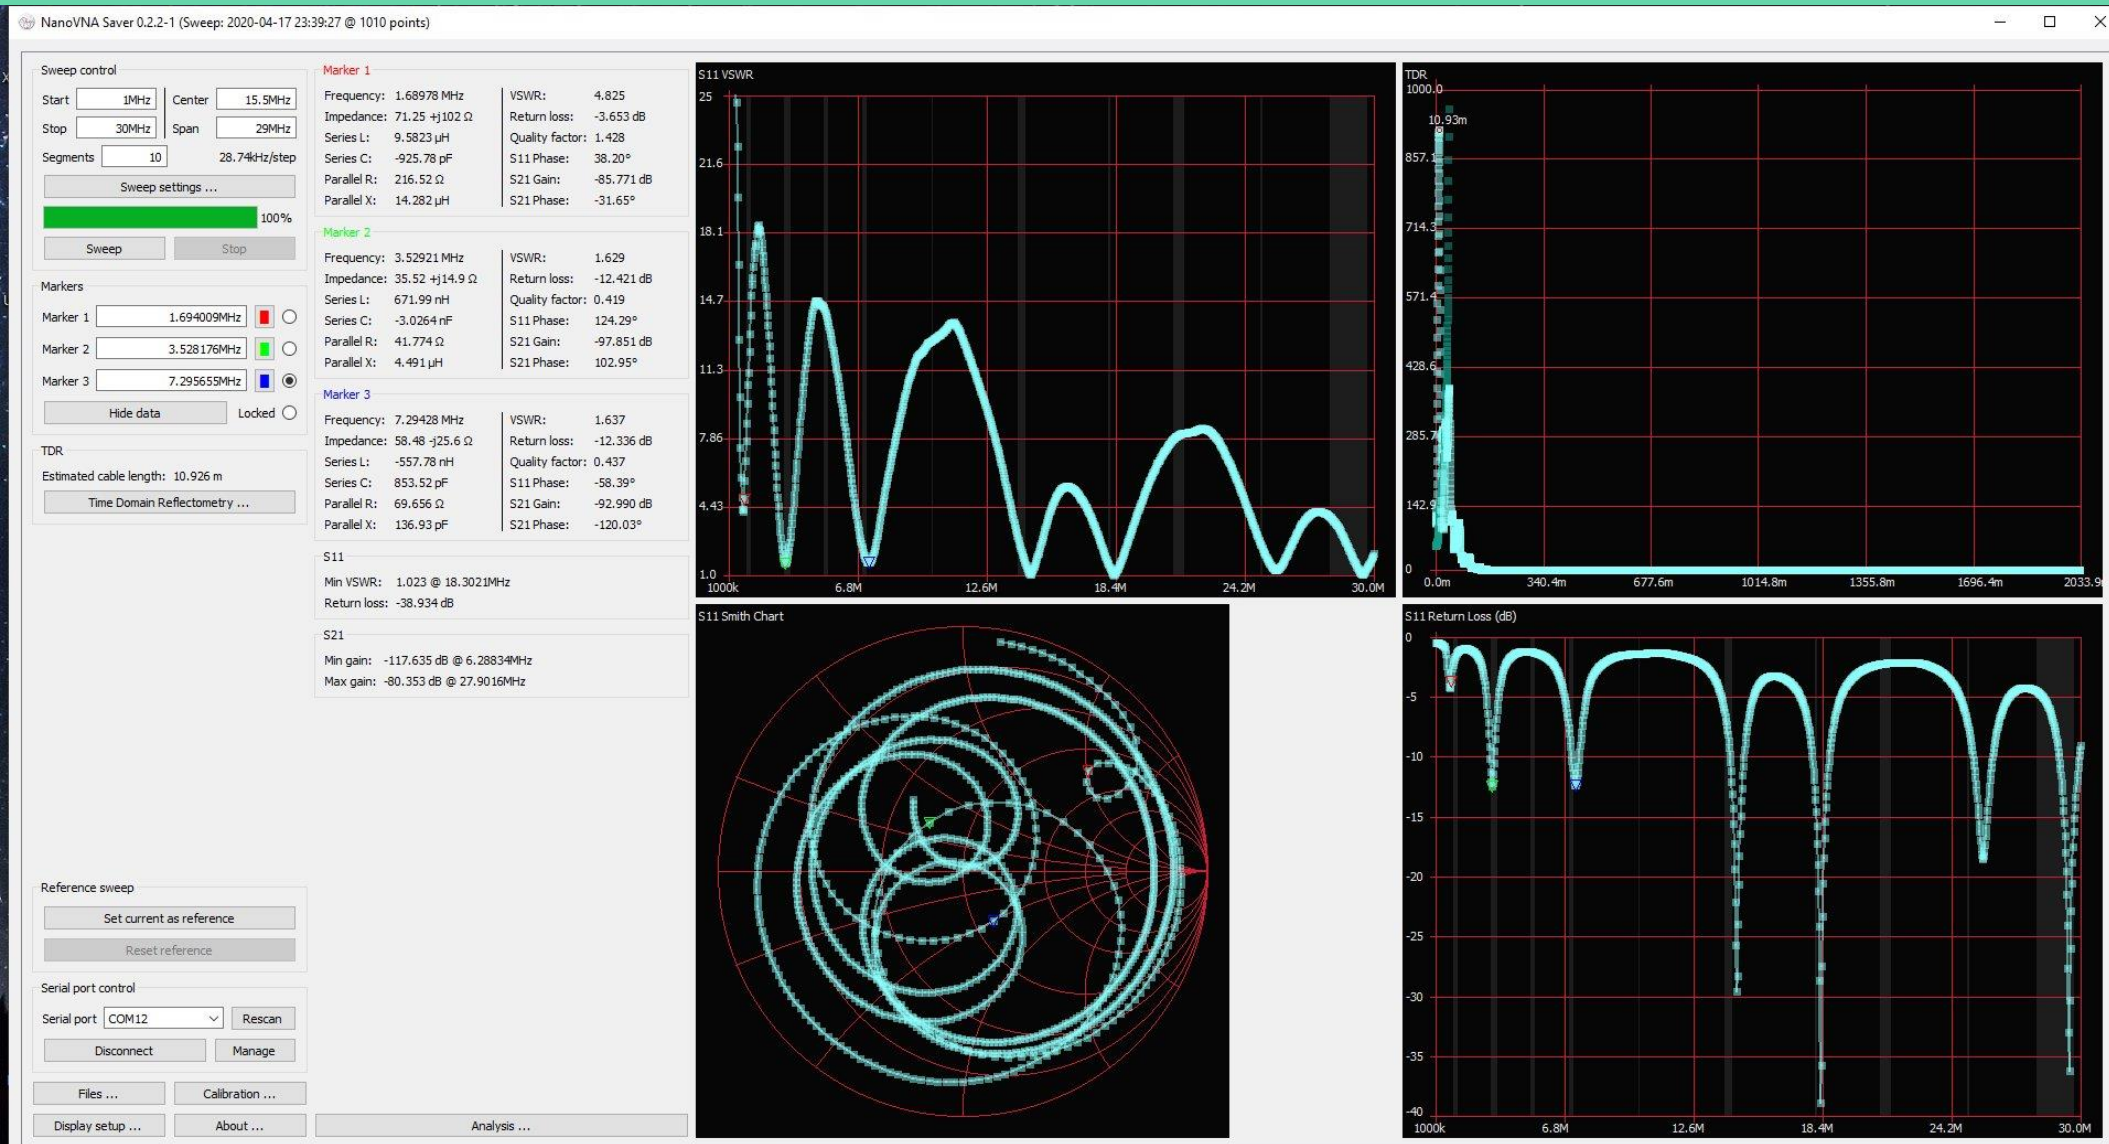 NanoVNA Saver 0.2.2-1 (Sweep: 2020-04-17 23:39:27 @ 1010 points)
Sweep control
Start 1MHz Center 15.5MHz
Stop 30MHz Span 29MHz
Segments 10 28.74kHz/step
Sweep settings ...
100%
Sweep Stop
Markers
Marker 1 1.694009MHz
Marker 2 3.528176MHz
Marker 3 7.295655MHz
Hide data Locked
TDR
Estimated cable length: 10.926 m
Time Domain Reflectometry ...
Reference sweep
Set current as reference
Reset reference
Serial port control
Serial port COM12 Rescan
Disconnect Manage
Files ... Calibration ...
Display setup ... About ...
Marker 1
Frequency: 1.68978 MHz VSWR: 4.825
Impedance: 71.25 +j102 Ω Return loss: -3.653 dB
Series L: 9.5823 µH Quality factor: 1.428
Series C: -925.78 pF S11 Phase: 38.20°
Parallel R: 216.52 Ω S21 Gain: -85.771 dB
Parallel X: 14.282 µH S21 Phase: -31.65°
Marker 2
Frequency: 3.52921 MHz VSWR: 1.629
Impedance: 35.52 +j14.9 Ω Return loss: -12.421 dB
Series L: 671.99 nH Quality factor: 0.419
Series C: -3.0264 nF S11 Phase: 124.29°
Parallel R: 41.774 Ω S21 Gain: -97.851 dB
Parallel X: 4.491 µH S21 Phase: 102.95°
Marker 3
Frequency: 7.29428 MHz VSWR: 1.637
Impedance: 58.48 -j25.6 Ω Return loss: -12.336 dB
Series L: -557.78 nH Quality factor: 0.437
Series C: 853.52 pF S11 Phase: -58.39°
Parallel R: 69.656 Ω S21 Gain: -92.990 dB
Parallel X: 136.93 pF S21 Phase: -120.03°
S11
Min VSWR: 1.023 @ 18.3021MHz
Return loss: -38.934 dB
S21
Min gain: -117.635 dB @ 6.28834MHz
Max gain: -80.353 dB @ 27.9016MHz
Analysis ...
S11 VSWR
25
21.6
18.1
14.7
11.3
7.86
4.43
1.0
1000k 6.8M 12.6M 18.4M 24.2M 30.0M
TDR
1000.0
10.93m
857.1
714.3
571.4
428.6
285.7
142.9
0
0.0m 340.4m 677.6m 1014.8m 1355.8m 1696.4m 2033.9
S11 Smith Chart
S11 Return Loss (dB)
0
-5
-10
-15
-20
-25
-30
-35
-40
1000k 6.8M 12.6M 18.4M 24.2M 30.0M